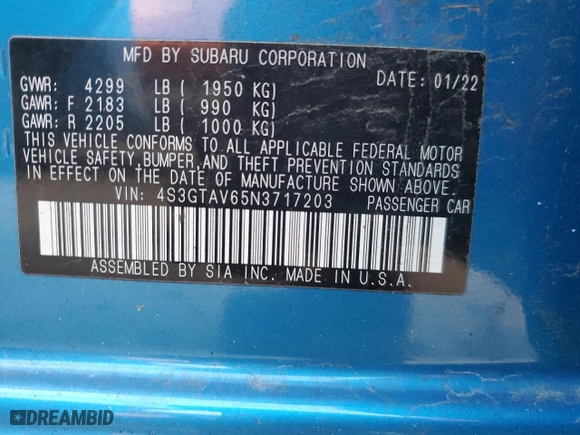 MFD BY SUBARU CORPORATION
DATE: 01/22
GVWR: 4299 LB ( 1950 KG)
GAWR: F 2183 LB ( 990 KG)
GAWR: R 2205 LB ( 1000 KG)
THIS VEHICLE CONFORMS TO ALL APPLICABLE FEDERAL MOTOR
VEHICLE SAFETY, BUMPER, AND THEFT PREVENTION STANDARDS
IN EFFECT ON THE DATE OF MANUFACTURE SHOWN ABOVE.
VIN: 4S3GTAV65N3717203 PASSENGER CAR
ASSEMBLED BY SIA INC. MADE IN U.S.A.
DREAMBID